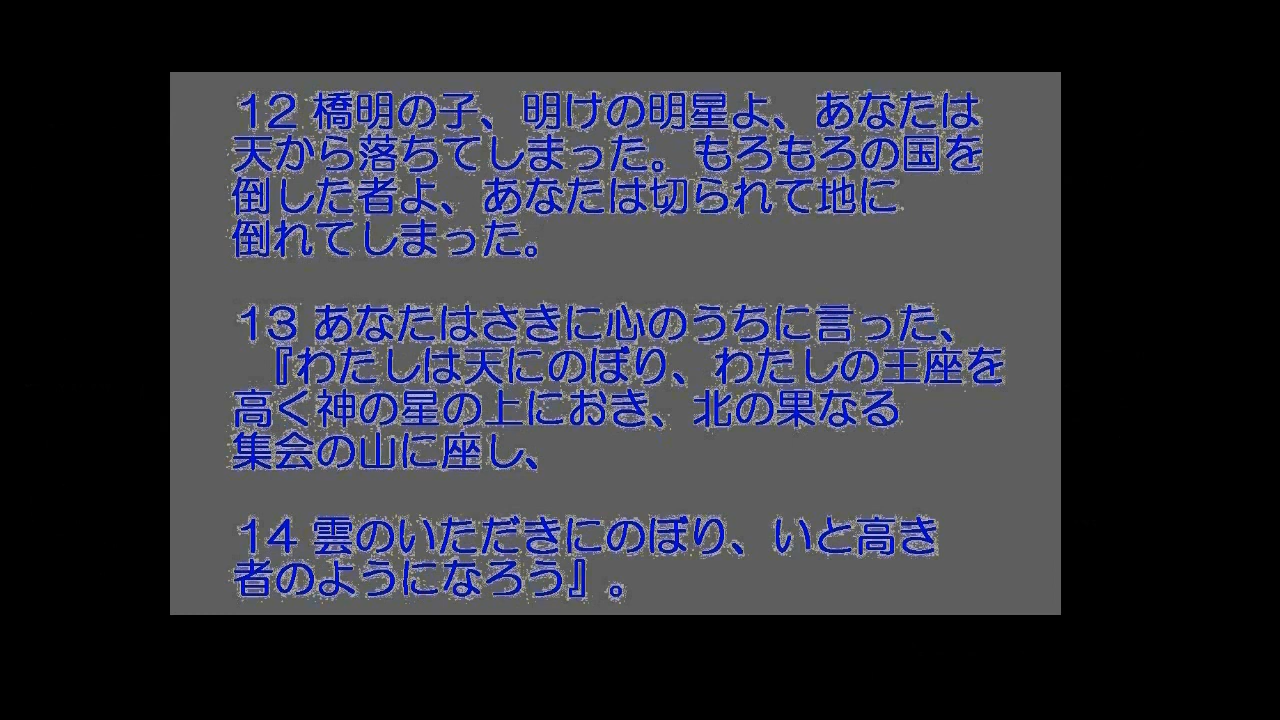 12 橋明の子、明けの明星よ、あなたは
天から落ちてしまった。もろもろの国を
倒した者よ、あなたは切られて地に
倒れてしまった。
13 あなたはさきに心のうちに言った、
『わたしは天にのぼり、わたしの王座を
高く神の星の上におき、北の果なる
集会の山に座し、
14 雲のいただきにのぼり、いと高き
者のようになろう』。